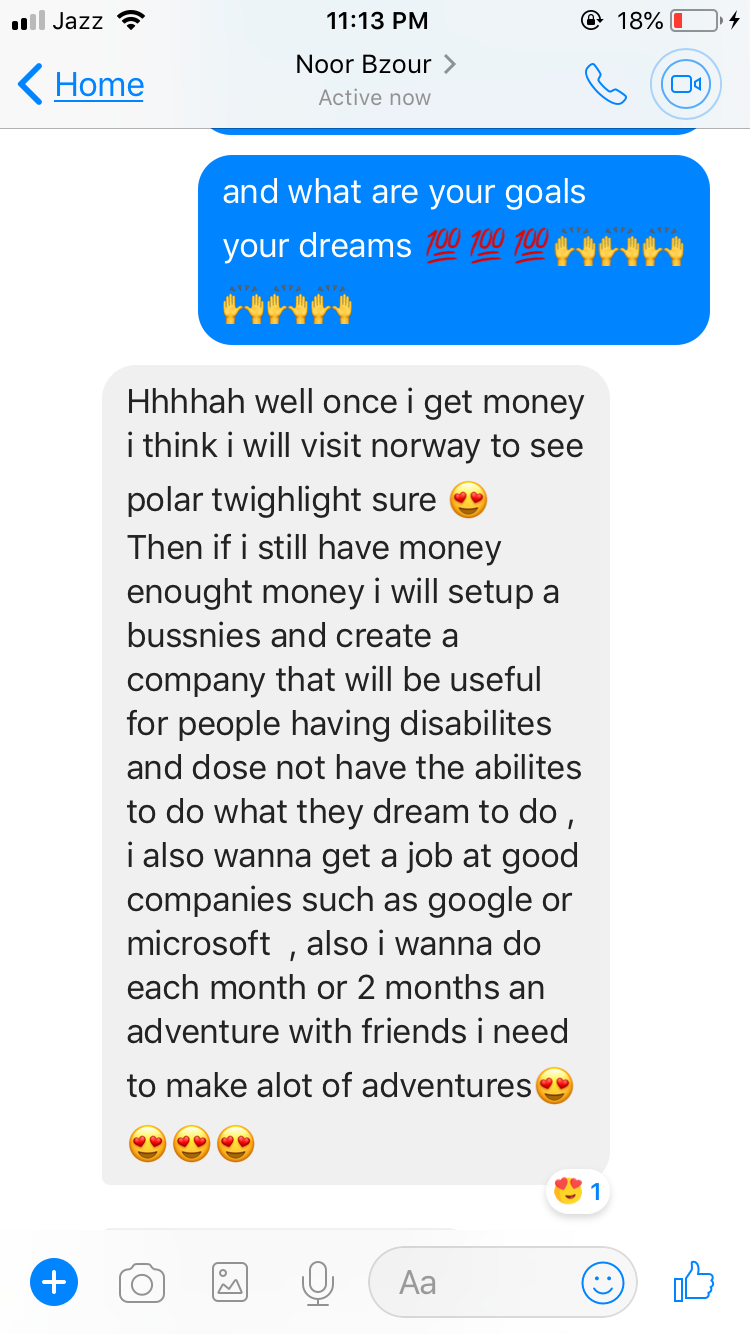 Jazz 11:13 PM 18%
Home Noor Bzour
Active now
and what are your goals
your dreams 💯 💯 💯 🙌🙌🙌
🙌🙌🙌
Hhhhah well once i get money
i think i will visit norway to see
polar twighlight sure 😍
Then if i still have money
enought money i will setup a
bussnies and create a
company that will be useful
for people having disabilites
and dose not have the abilites
to do what they dream to do ,
i also wanna get a job at good
companies such as google or
microsoft  , also i wanna do
each month or 2 months an
adventure with friends i need
to make alot of adventures😍
😍😍😍
😍 1
Aa